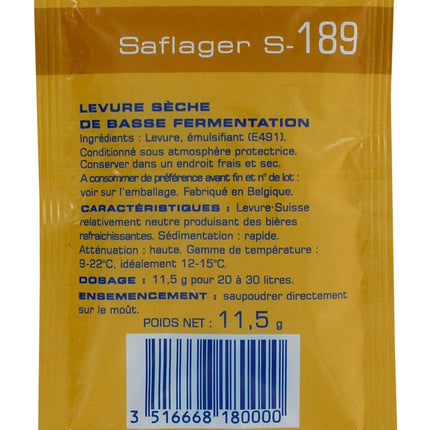 Saflager S-189
LEVURE SÈCHE
DE BASSE FERMENTATION
Ingrédients : Levure, émulsifiant (E491).
Conditionné sous atmosphère protectrice.
Conserver dans un endroit frais et sec.
A consommer de préférence avant fin et n° de lot :
voir sur l'emballage. Fabriqué en Belgique.
CARACTÉRISTIQUES : Levure Suisse
relativement neutre produisant des bières
rafraichissantes. Sédimentation : rapide.
Atténuation : haute. Gamme de température :
9-22°C, idéalement 12-15°C.
DOSAGE : 11,5 g pour 20 à 30 litres.
ENSEMENCEMENT : saupoudrer directement
sur le moût.
POIDS NET : 11,5 g
3 516668 180000